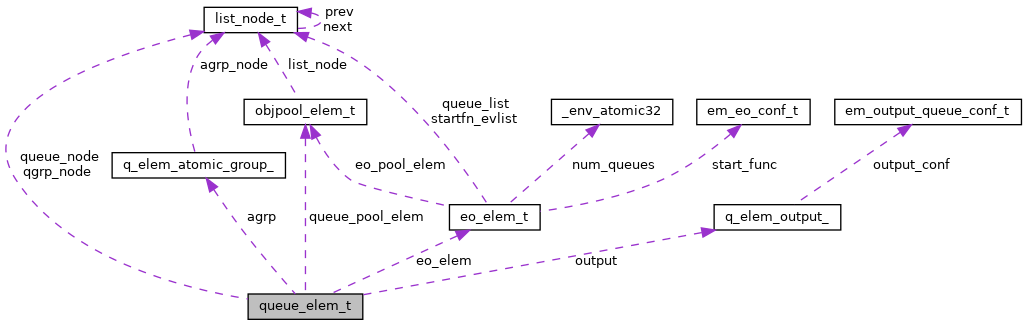 list_node_t
prev
next
agrp_node
list_node
objpool_elem_t
queue_list
startfn_evlist
_env_atomic32
em_eo_conf_t
em_output_queue_conf_t
queue_node
qgrp_node
q_elem_atomic_group_
eo_pool_elem
num_queues
start_func
output_conf
agrp
queue_pool_elem
eo_elem_t
q_elem_output_
eo_elem
output
queue_elem_t